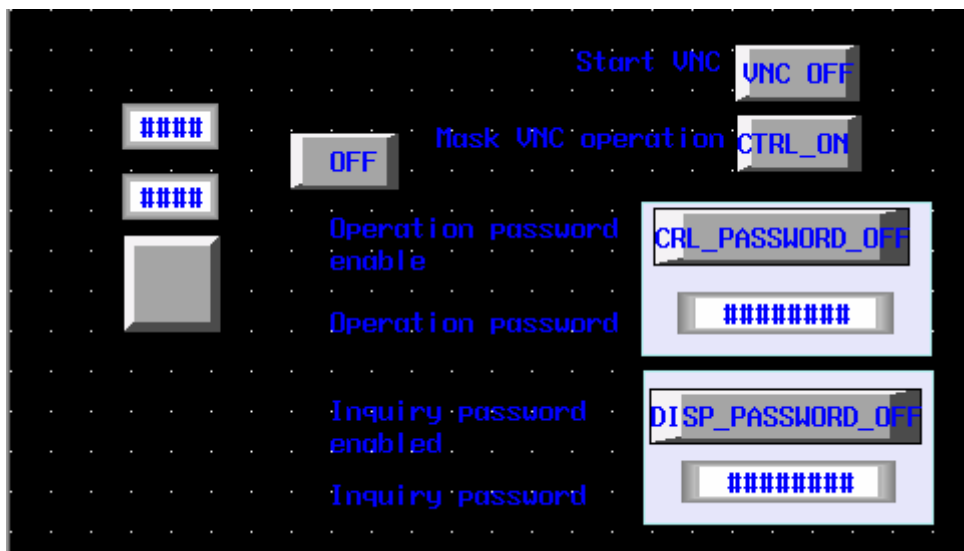 Start VNC VNC OFF
####
Mask VNC operation CTRL_ON
OFF
####
Operation password
enable
CRL_PASSWORD_OFF
Operation password ########
Inquiry password
enabled
DISP_PASSWORD_OFF
Inquiry password ########